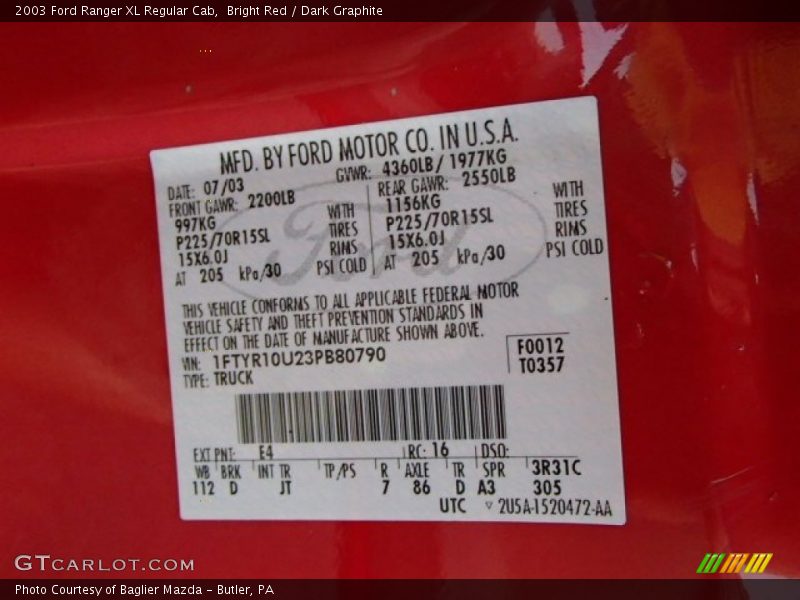 2003 Ford Ranger XL Regular Cab,  Bright Red / Dark Graphite
MFD. BY FORD MOTOR CO. IN U.S.A.
DATE: 07/03 GVWR: 4360LB/ 1977KG
FRONT GAWR: 2200LB REAR GAWR: 2550LB
997KG WITH 1156KG WITH
P225/70R15SL TIRES P225/70R15SL TIRES
15X6.0J RIMS 15X6.0J RIMS
AT 205 kPa/30 PSI COLD AT 205 kPa/30 PSI COLD
Ford
THIS VEHICLE CONFORMS TO ALL APPLICABLE FEDERAL MOTOR
VEHICLE SAFETY AND THEFT PREVENTION STANDARDS IN
EFFECT ON THE DATE OF MANUFACTURE SHOWN ABOVE.
VIN: 1FTYR10U23PB80790 F0012
TYPE: TRUCK T0357
EXT PNT: E4 RC: 16 DSO:
WB BRK INT TR TP/PS R AXLE TR SPR 3R31C
112 D JT 7 86 D A3 305
UTC ▽ 2U5A-1520472-AA
GTCARLOT.COM
Photo Courtesy of Baglier Mazda - Butler, PA